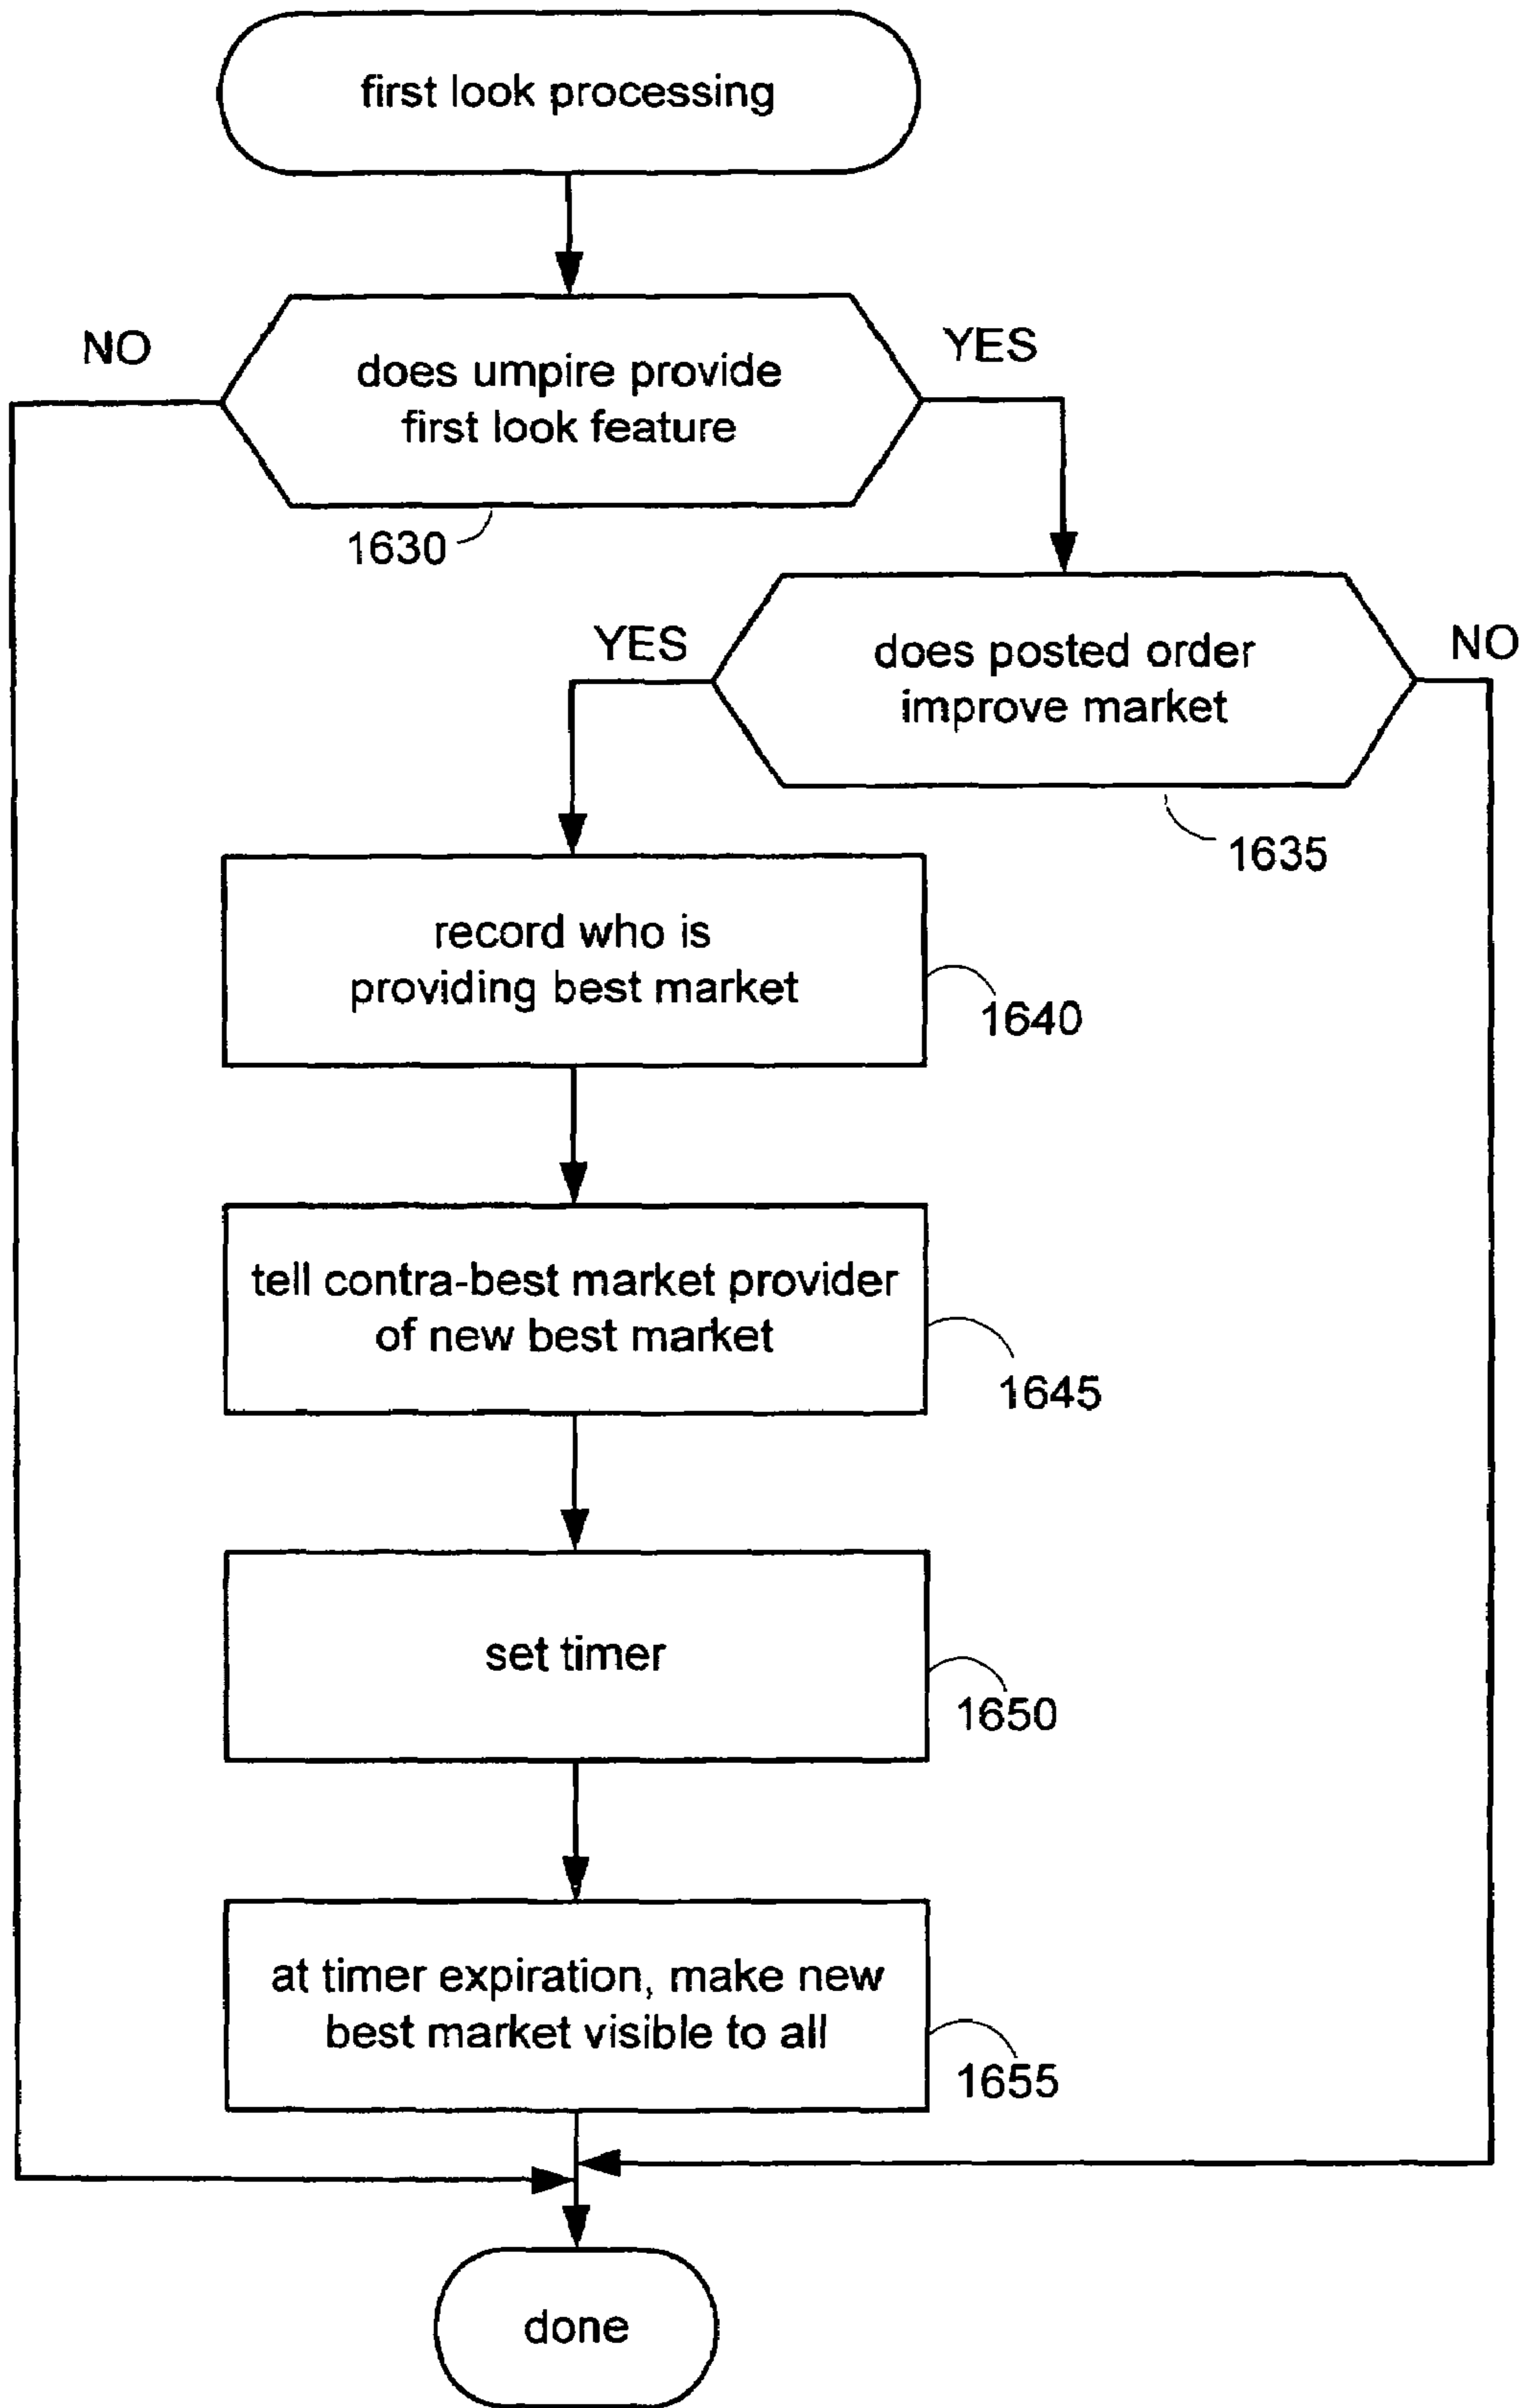 first look processing
NO
YES
does umpire provide
first look feature
1630
YES
NO
does posted order
improve market
1635
record who is
providing best market
1640
tell contra-best market provider
of new best market
1645
set timer
1650
at timer expiration, make new
best market visible to all
1655
done